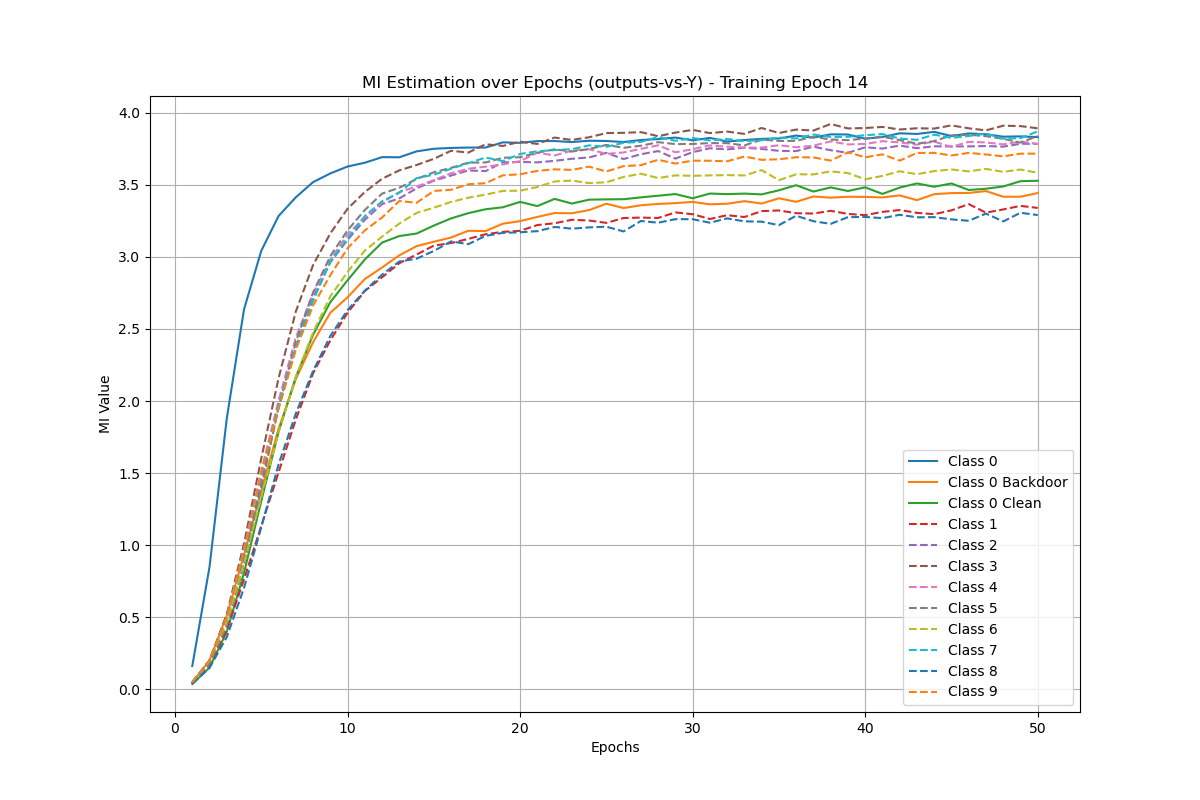 MI Estimation over Epochs (outputs-vs-Y) - Training Epoch 14
MI Value
4.0
3.5
3.0
2.5
2.0
1.5
1.0
0.5
0.0
Class 0
Class 0 Backdoor
Class 0 Clean
Class 1
Class 2
Class 3
Class 4
Class 5
Class 6
Class 7
Class 8
Class 9
0 10 20 30 40 50
Epochs